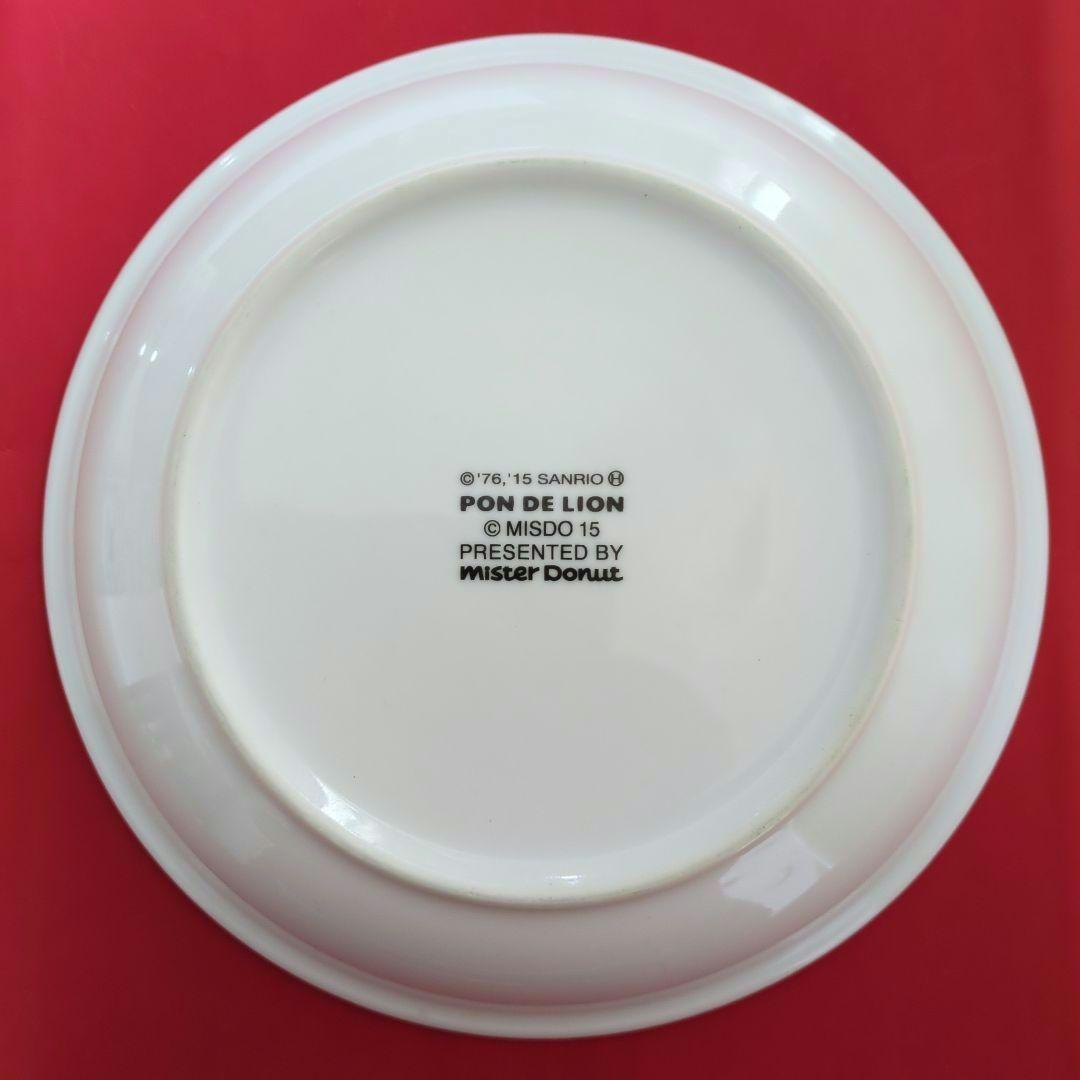 ©'76,'15 SANRIO Ⓗ
PON DE LION
© MISDO 15
PRESENTED BY
mister Donut